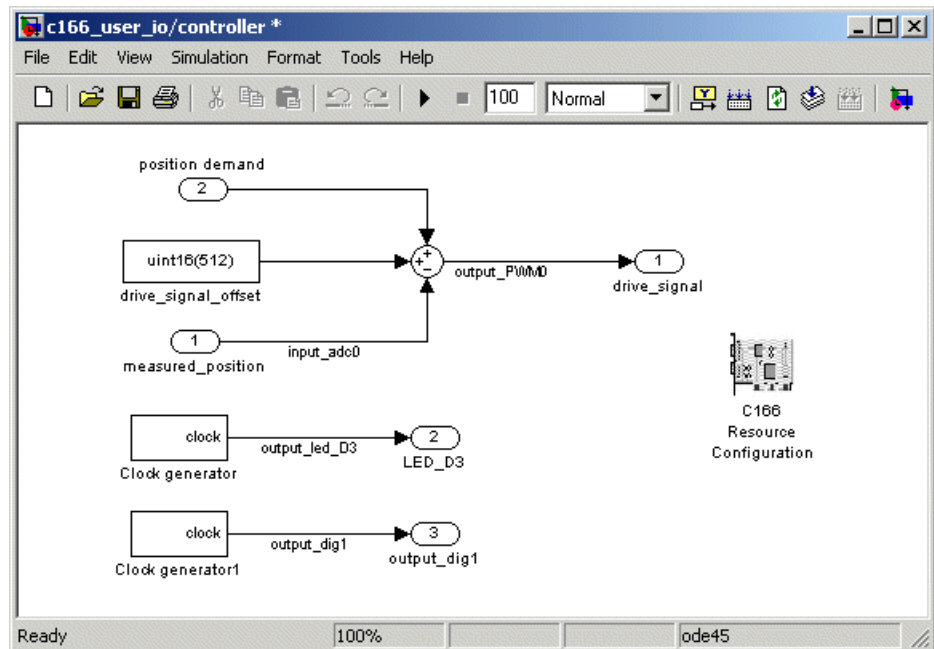 c166_user_io/controller *
File Edit View Simulation Format Tools Help
100 Normal
position demand
2
uint16(512)
drive_signal_offset
output_PWM0
1
drive_signal
1
measured_position
input_adc0
C166
Resource
Configuration
clock
Clock generator
output_led_D3
2
LED_D3
clock
Clock generator1
output_dig1
3
output_dig1
Ready 100% ode45